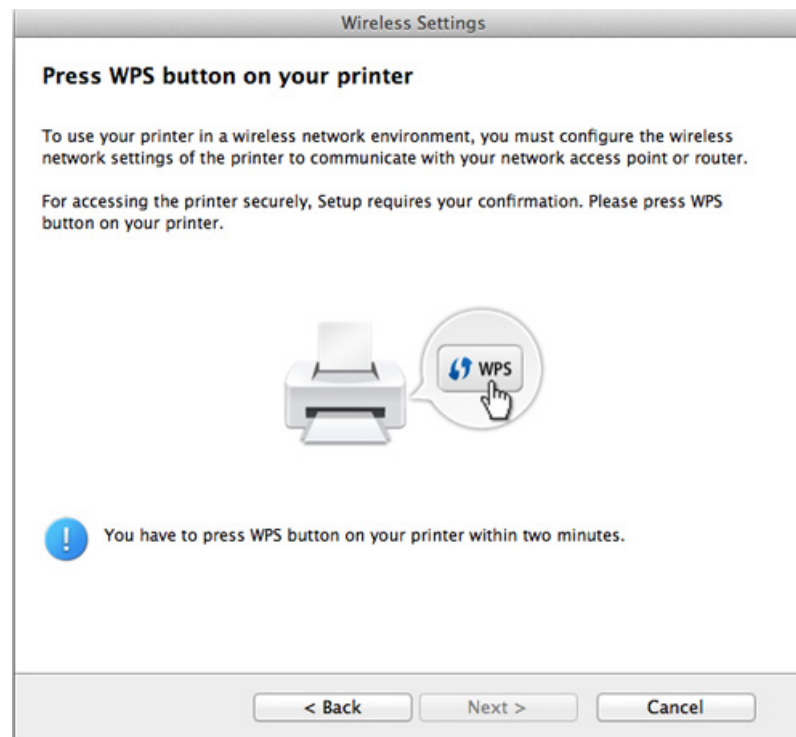 Wireless Settings
Press WPS button on your printer
To use your printer in a wireless network environment, you must configure the wireless
network settings of the printer to communicate with your network access point or router.
For accessing the printer securely, Setup requires your confirmation. Please press WPS
button on your printer.
WPS
You have to press WPS button on your printer within two minutes.
< Back
Next >
Cancel